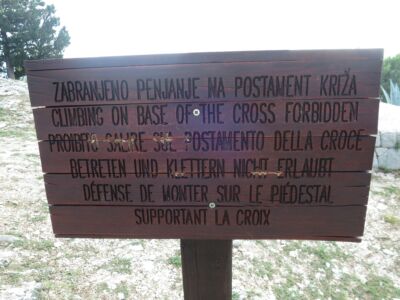 ZABRANJENO PENJANJE NA POSTAMENT KRIŽA
CLIMBING ON BASE OF THE CROSS FORBIDDEN
PROIBITO SALIRE SUL POSTAMENTO DELLA CROCE
BETRETEN UND KLETTERN NICHT ERLAUBT
DÉFENSE DE MONTER SUR LE PIÉDESTAL
SUPPORTANT LA CROIX